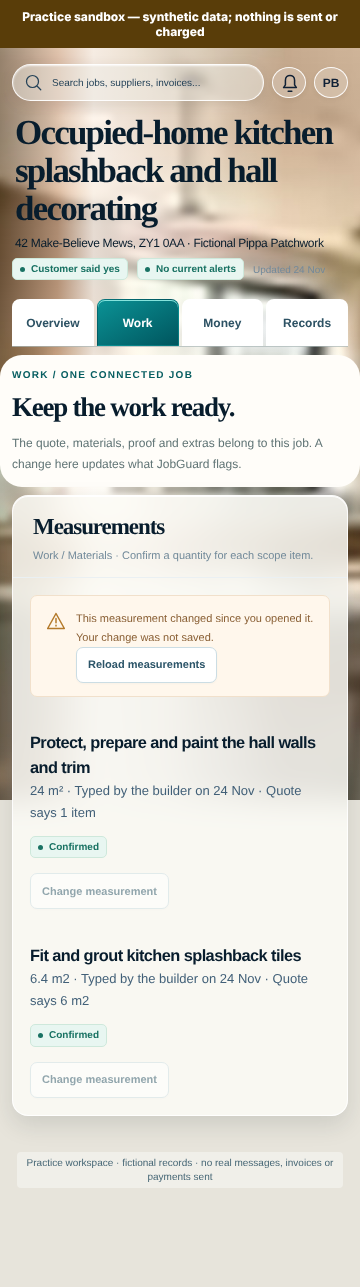 Practice sandbox — synthetic data; nothing is sent or
charged
Search jobs, suppliers, invoices...
PB
Occupied-home kitchen
splashback and hall
decorating
42 Make-Believe Mews, ZY1 0AA · Fictional Pippa Patchwork
Customer said yes
No current alerts
Updated 24 Nov
Overview
Work
Money
Records
WORK / ONE CONNECTED JOB
Keep the work ready.
The quote, materials, proof and extras belong to this job. A
change here updates what JobGuard flags.
Measurements
Work / Materials · Confirm a quantity for each scope item.
This measurement changed since you opened it.
Your change was not saved.
Reload measurements
Protect, prepare and paint the hall walls
and trim
24 m² · Typed by the builder on 24 Nov · Quote
says 1 item
Confirmed
Change measurement
Fit and grout kitchen splashback tiles
6.4 m2 · Typed by the builder on 24 Nov · Quote
says 6 m2
Confirmed
Change measurement
Practice workspace · fictional records · no real messages, invoices or
payments sent